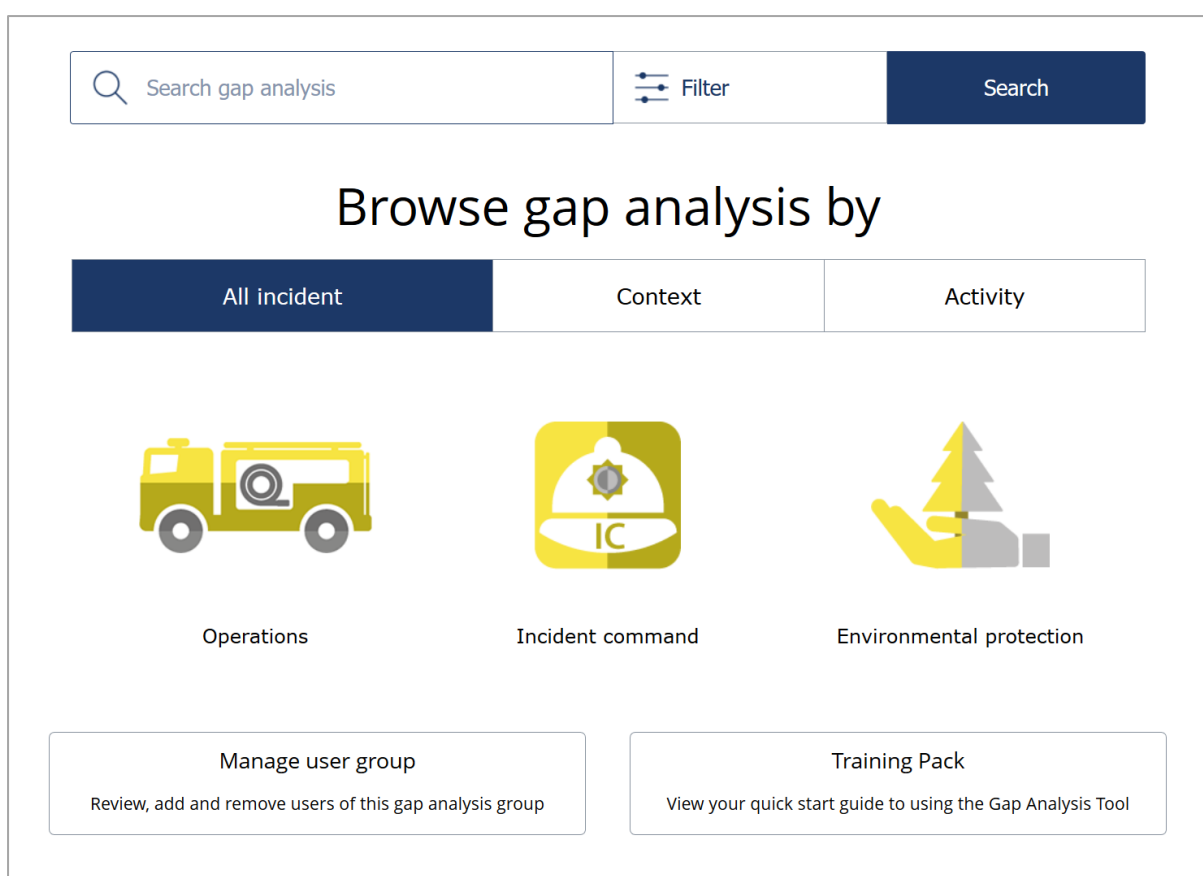 Search gap analysis
Filter
Search
Browse gap analysis by
All incident
Context
Activity
IC
Operations
Incident command
Environmental protection
Manage user group
Review, add and remove users of this gap analysis group
Training Pack
View your quick start guide to using the Gap Analysis Tool